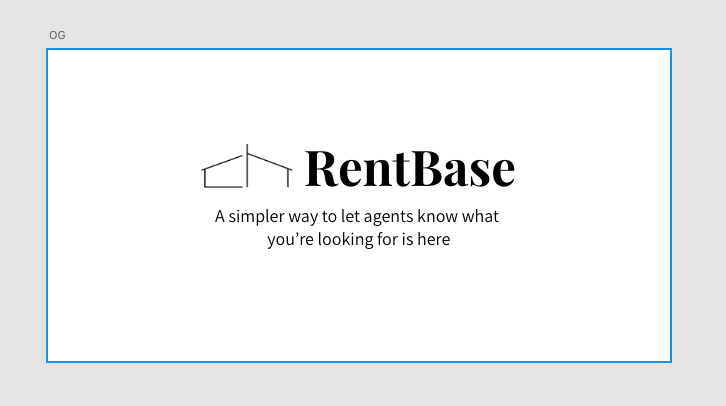 OG
RentBase
A simpler way to let agents know what
you’re looking for is here